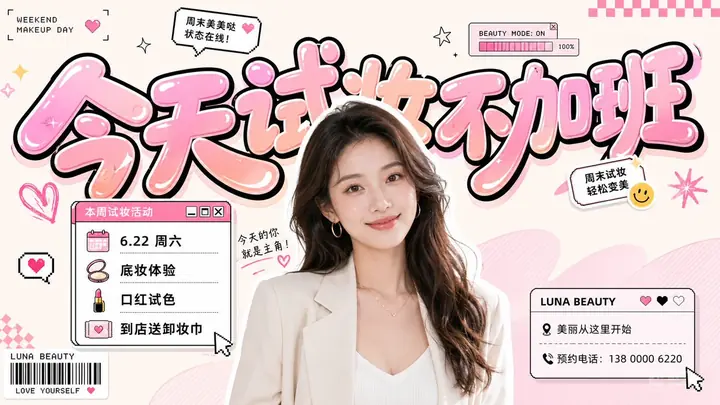 WEEKEND
MAKEUP DAY
周末美美哒
状态在线!
BEAUTY MODE: ON
100%
今天试妆不加班
周末试妆
轻松变美
本周试妆活动
6.22 周六
底妆体验
口红试色
到店送卸妆巾
今天的你
就是主角!
LUNA BEAUTY
美丽从这里开始
预约电话: 138 0000 6220
LUNA BEAUTY
LOVE YOURSELF